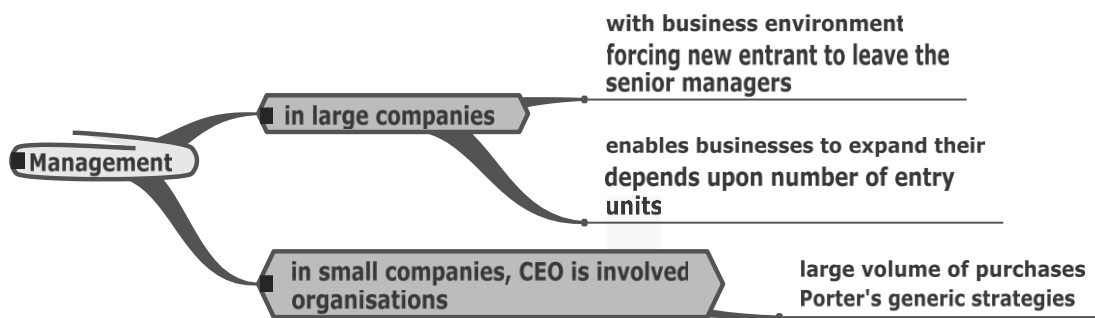 with business environment
forcing new entrant to leave the
senior managers
in large companies
Management
enables businesses to expand their
depends upon number of entry
units
in small companies, CEO is involved
organisations
large volume of purchases
Porter's generic strategies